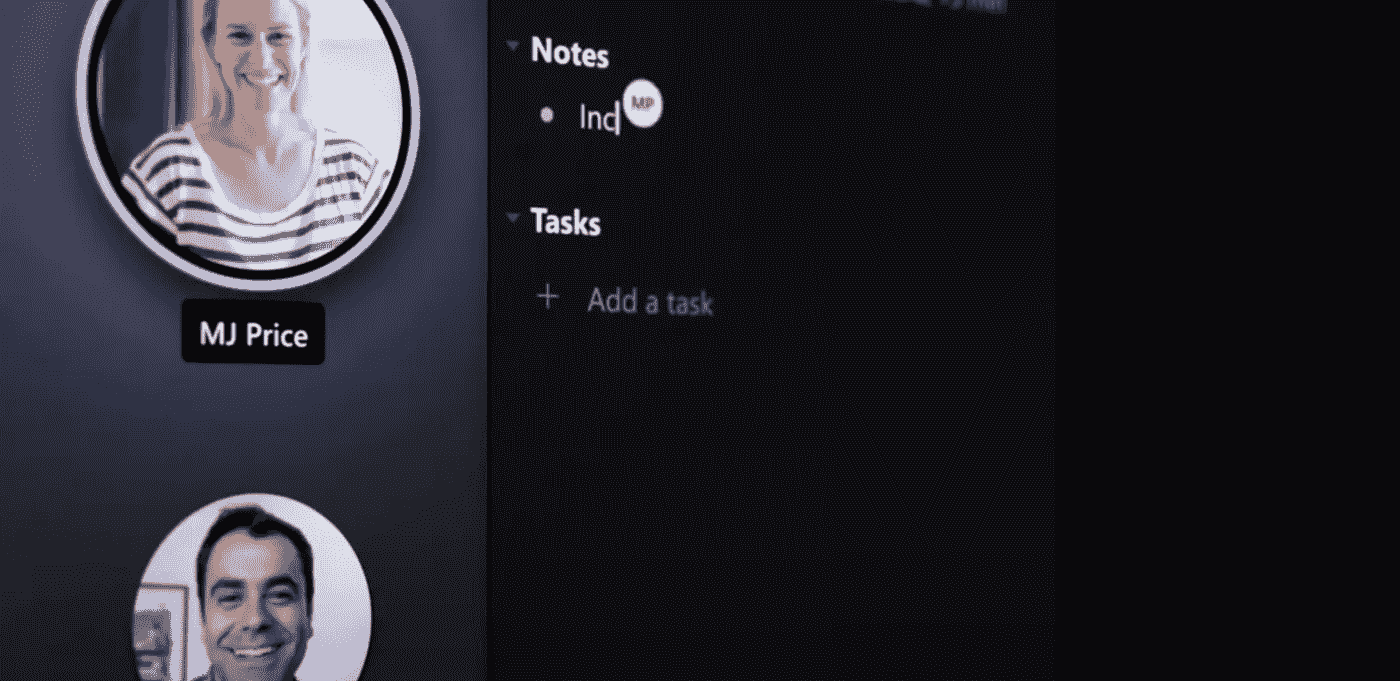 Notes
Inc
MP
Tasks
Add a task
MJ Price